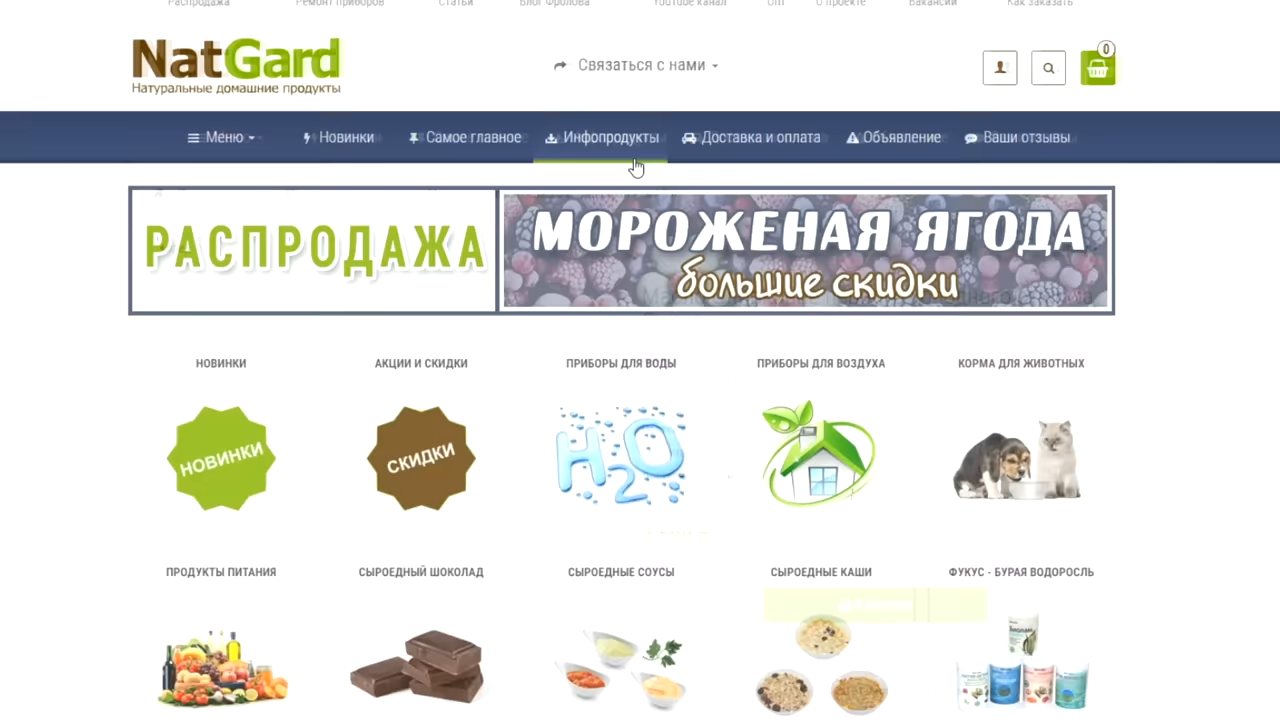 Распродажа Ремонт приборов Статьи Блог Фролова Youtube канал О проекте Вакансии Как заказать
NatGard
Натуральные домашние продукты
Связаться с нами
0
Меню Новинки Самое главное Инфопродукты Доставка и оплата Объявление Ваши отзывы
РАСПРОДАЖА
МОРОЖЕНАЯ ЯГОДА
большие скидки
НОВИНКИ АКЦИИ И СКИДКИ ПРИБОРЫ ДЛЯ ВОДЫ ПРИБОРЫ ДЛЯ ВОЗДУХА КОРМА ДЛЯ ЖИВОТНЫХ
НОВИНКИ СКИДКИ H2O
ПРОДУКТЫ ПИТАНИЯ СЫРОЕДНЫЙ ШОКОЛАД СЫРОЕДНЫЕ СОУСЫ СЫРОЕДНЫЕ КАШИ ФУКУС - БУРАЯ ВОДОРОСЛЬ